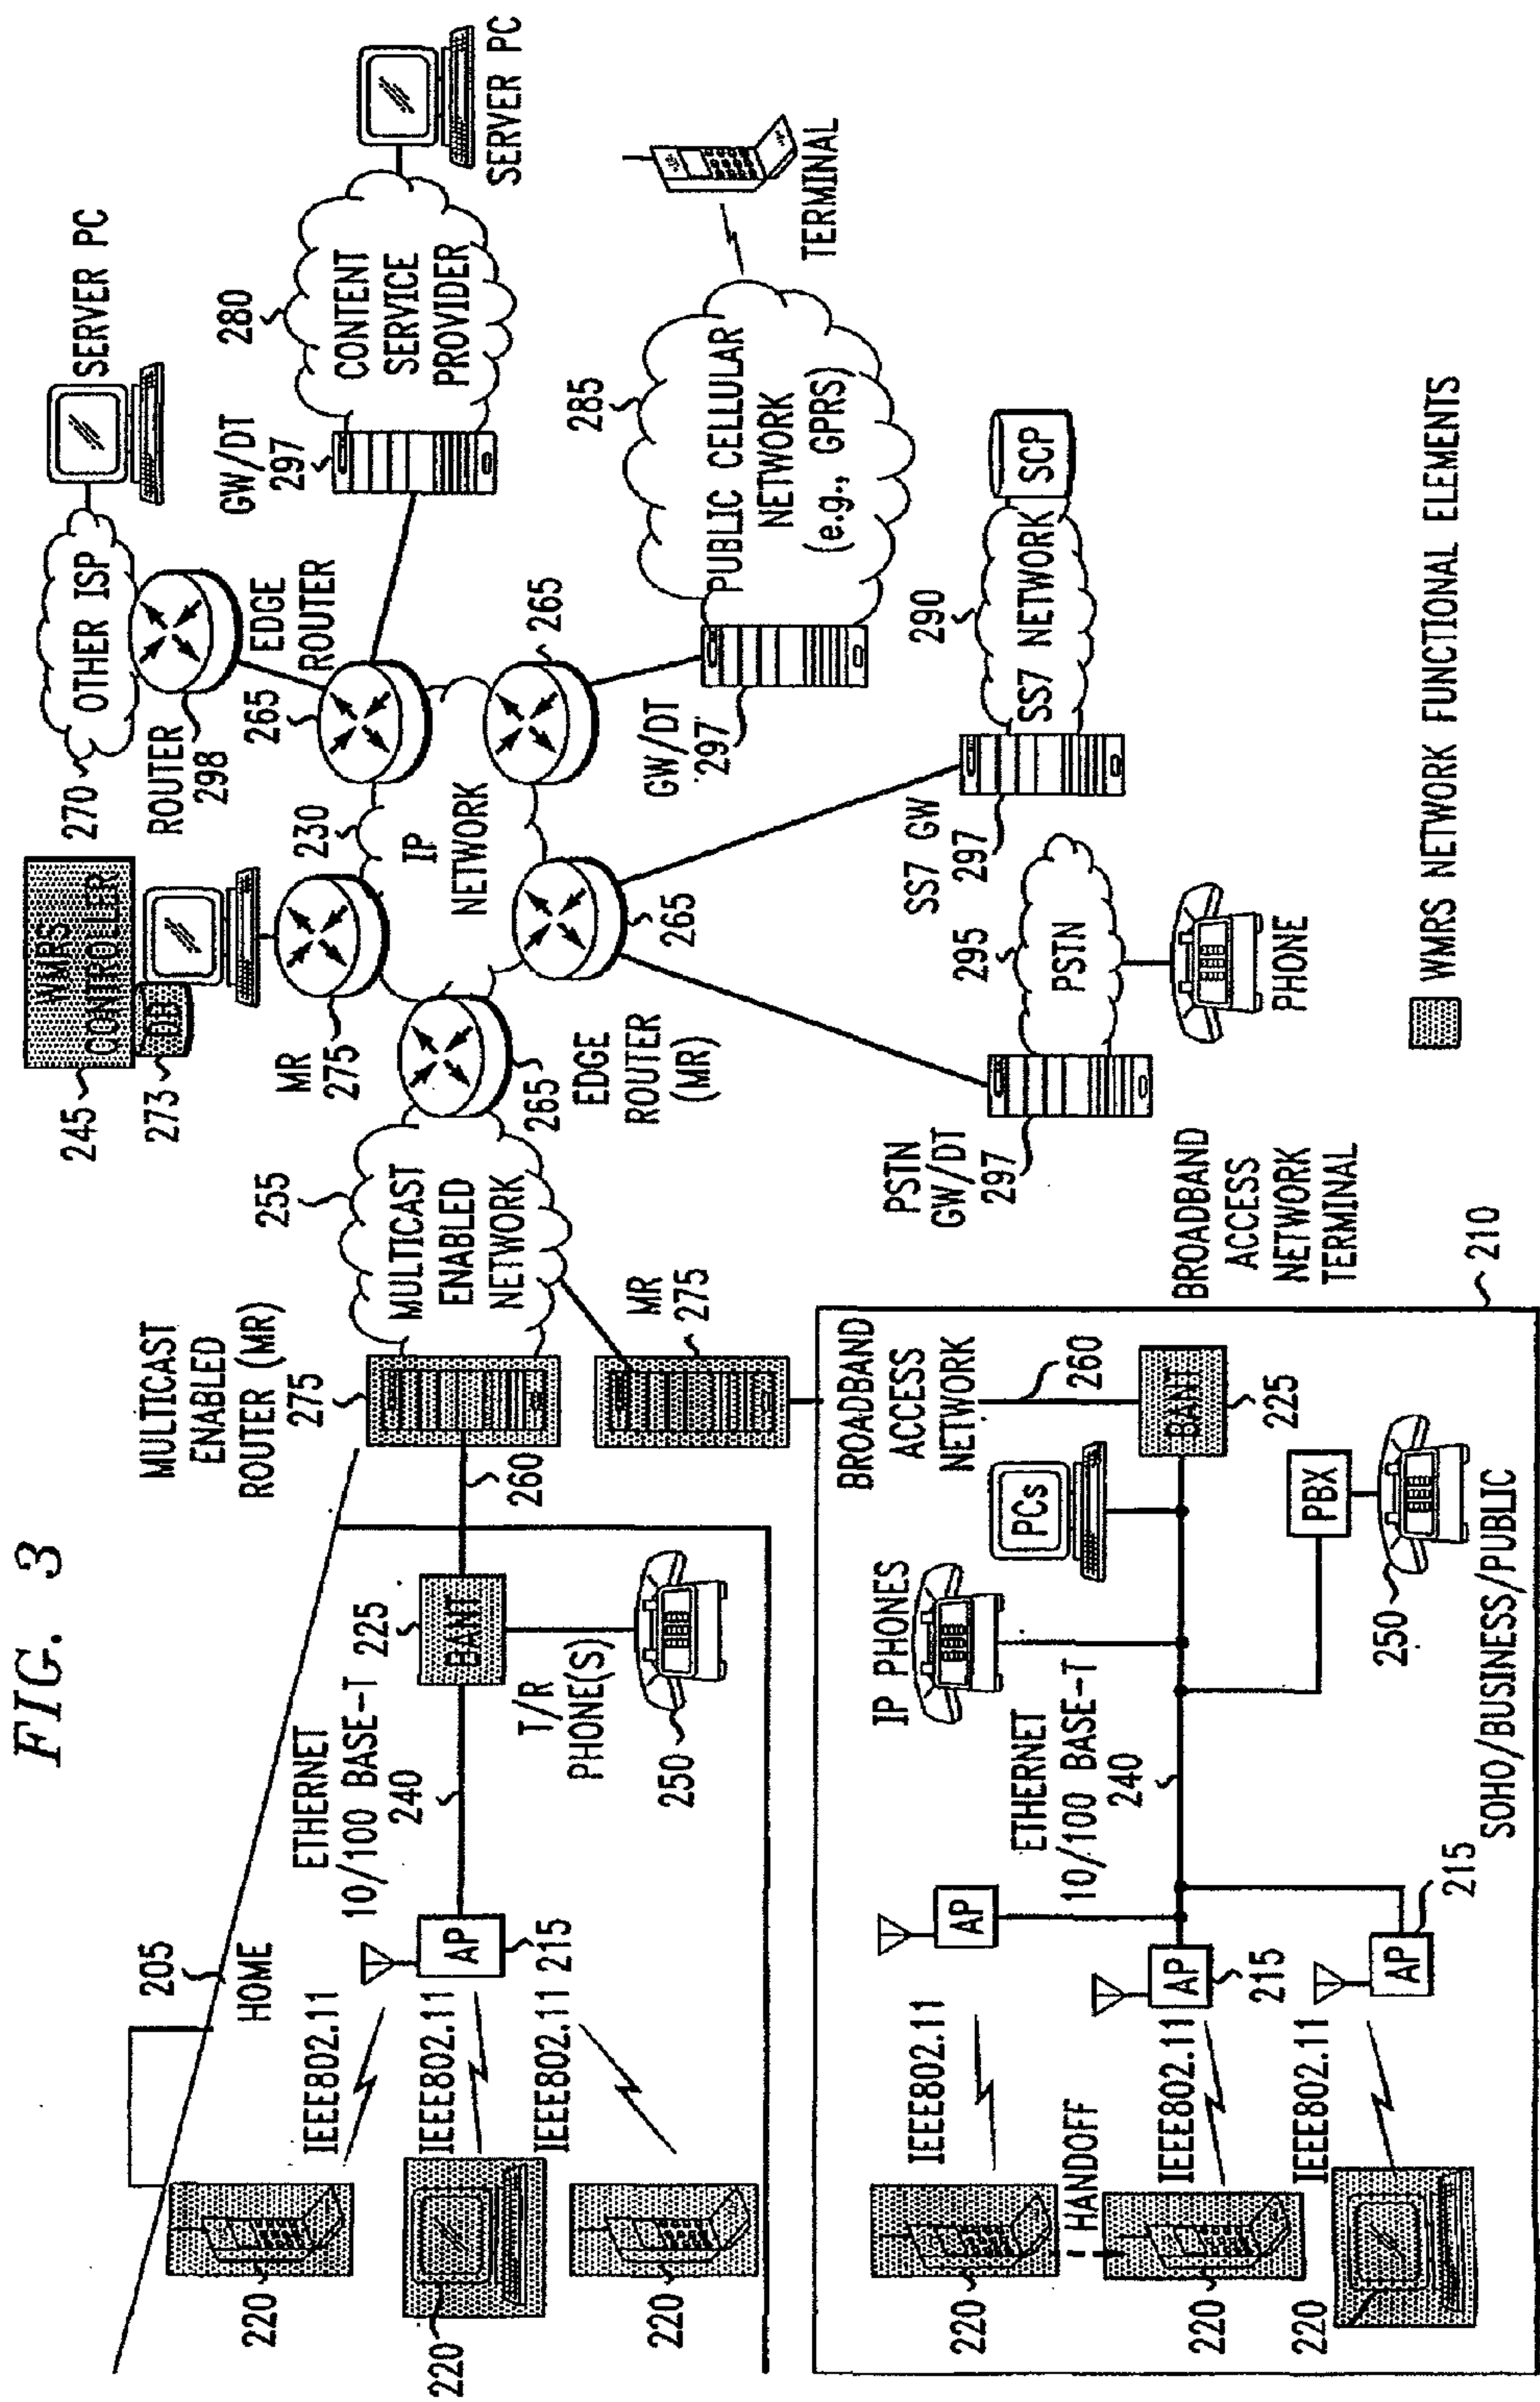 FIG. 3
205
HOME
220
220
220
IEEE802.11
IEEE802.11
IEEE802.11
AP
215
ETHERNET
10/100 BASE-T
240
BANT
225
T/R
PHONE(S)
250
260
MULTICAST
ENABLED
ROUTER (MR)
275
MR
275
255
MULTICAST
ENABLED
NETWORK
265
EDGE
ROUTER
(MR)
245
WMRS
CONTROLLER
273
DB
MR
275
230
IP
NETWORK
270
OTHER ISP
SERVER PC
ROUTER
298
265
EDGE
ROUTER
GW/DT
297
280
CONTENT
SERVICE
PROVIDER
SERVER PC
265
GW/DT
297
285
PUBLIC CELLULAR
NETWORK
(e.g., GPRS)
TERMINAL
265
SS7 GW
297
290
SS7 NETWORK
SCP
PSTN
GW/DT
297
295
PSTN
PHONE
BROADBAND
ACCESS
NETWORK
TERMINAL
210
BROADBAND
ACCESS
NETWORK
260
BANT
225
PCs
IP PHONES
PBX
250
ETHERNET
10/100 BASE-T
240
AP
AP
215
AP
215
IEEE802.11
IEEE802.11
IEEE802.11
HANDOFF
220
220
220
SOHO/BUSINESS/PUBLIC
WMRS NETWORK FUNCTIONAL ELEMENTS